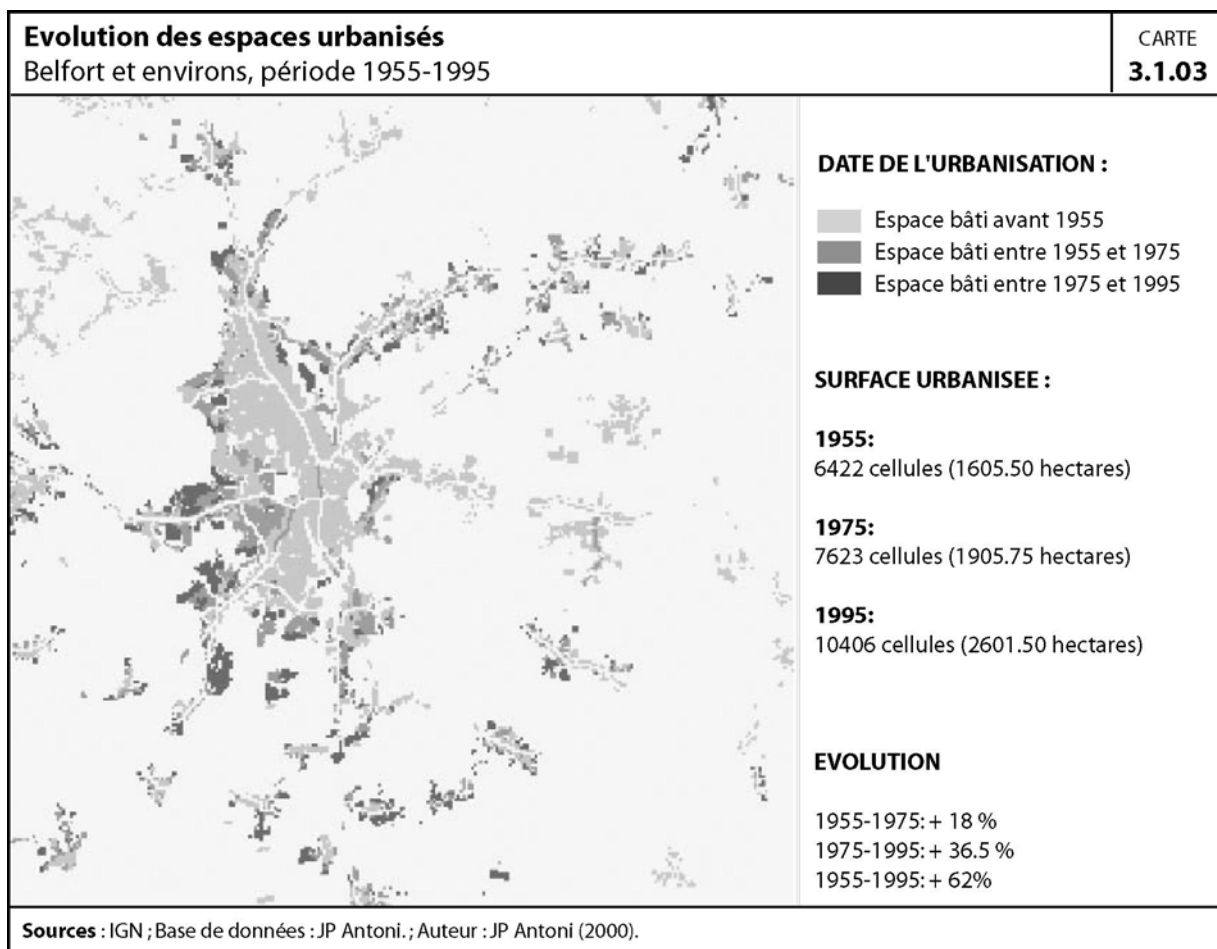 Evolution des espaces urbanisés
Belfort et environs, période 1955-1995
CARTE
3.1.03
DATE DE L'URBANISATION :
Espace bâti avant 1955
Espace bâti entre 1955 et 1975
Espace bâti entre 1975 et 1995
SURFACE URBANISEE :
1955:
6422 cellules (1605.50 hectares)
1975:
7623 cellules (1905.75 hectares)
1995:
10406 cellules (2601.50 hectares)
EVOLUTION
1955-1975: + 18 %
1975-1995: + 36.5 %
1955-1995: + 62%
Sources : IGN ; Base de données : JP Antoni. ; Auteur : JP Antoni (2000).